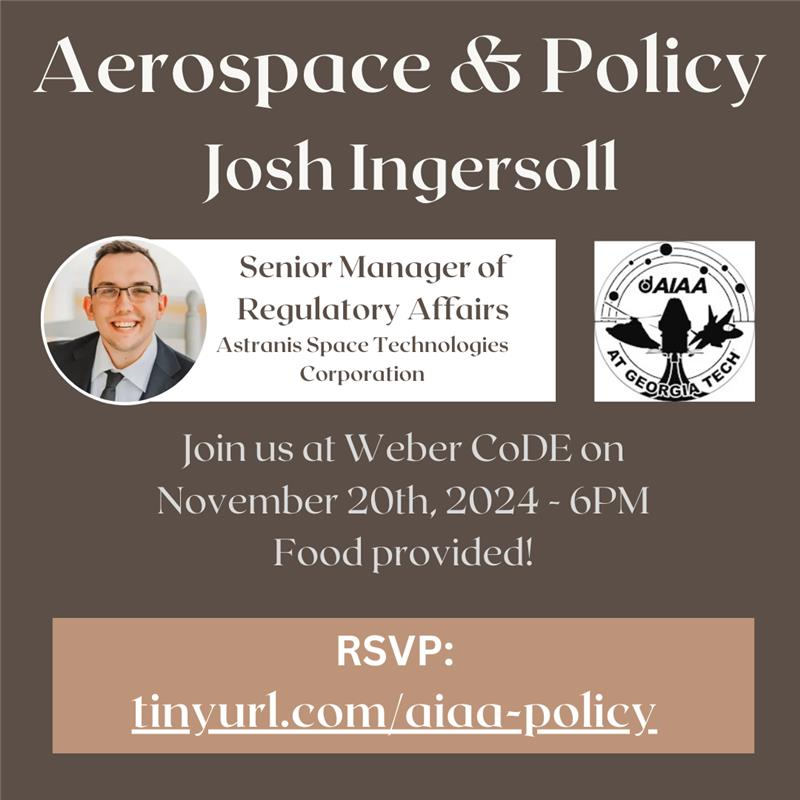 Aerospace & Policy
Josh Ingersoll
Senior Manager of
Regulatory Affairs
Astranis Space Technologies
Corporation
AIAA
AT GEORGIA TECH
Join us at Weber CoDE on
November 20th, 2024 - 6PM
Food provided!
RSVP:
tinyurl.com/aiaa-policy